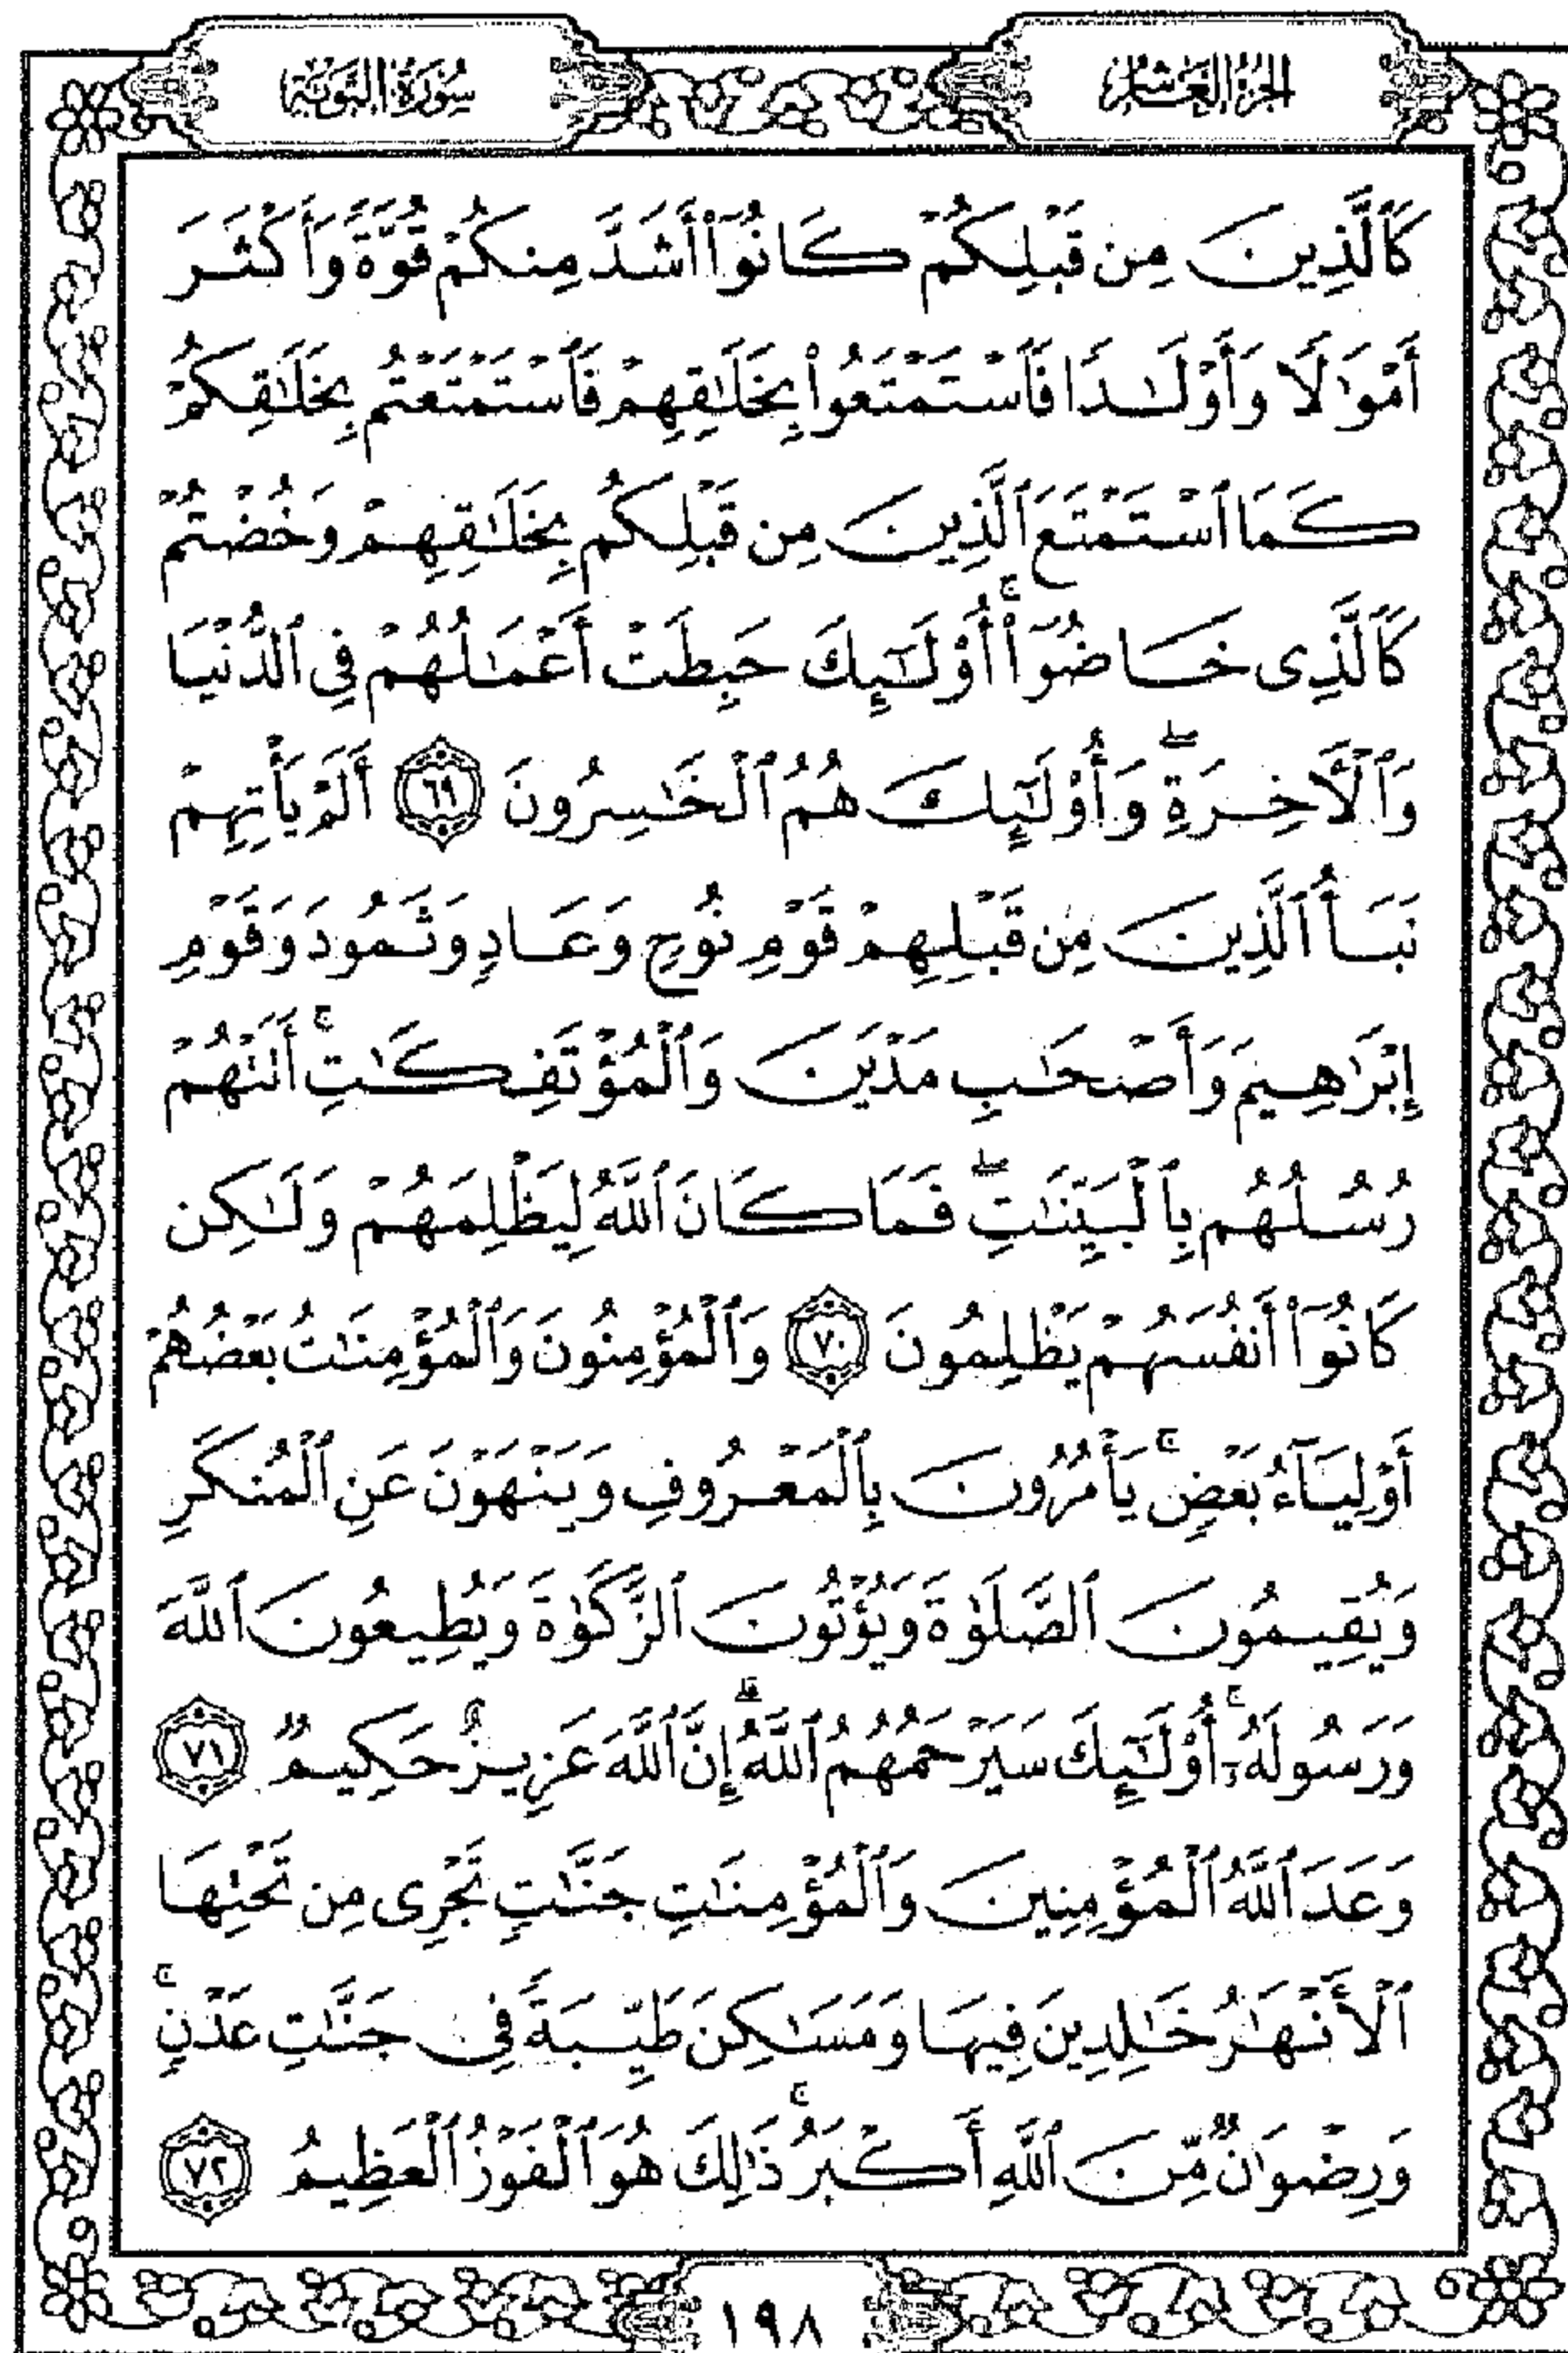 الجزء العاشر
سورة التوبة
كَٱلَّذِينَ مِن قَبْلِكُمْ كَانُوٓا۟ أَشَدَّ مِنكُمْ قُوَّةً وَأَكْثَرَ
أَمْوَٰلًا وَأَوْلَـٰدًا فَٱسْتَمْتَعُوا۟ بِخَلَـٰقِهِمْ فَٱسْتَمْتَعْتُم بِخَلَـٰقِكُمْ
كَمَا ٱسْتَمْتَعَ ٱلَّذِينَ مِن قَبْلِكُم بِخَلَـٰقِهِمْ وَخُضْتُمْ
كَٱلَّذِى خَاضُوٓا۟ ۚ أُو۟لَـٰٓئِكَ حَبِطَتْ أَعْمَـٰلُهُمْ فِى ٱلدُّنْيَا
وَٱلْـَٔاخِرَةِ ۖ وَأُو۟لَـٰٓئِكَ هُمُ ٱلْخَـٰسِرُونَ ٦٩ أَلَمْ يَأْتِهِمْ
نَبَأُ ٱلَّذِينَ مِن قَبْلِهِمْ قَوْمِ نُوحٍ وَعَادٍ وَثَمُودَ وَقَوْمِ
إِبْرَٰهِيمَ وَأَصْحَـٰبِ مَدْيَنَ وَٱلْمُؤْتَفِكَـٰتِ ۚ أَتَتْهُمْ
رُسُلُهُم بِٱلْبَيِّنَـٰتِ ۖ فَمَا كَانَ ٱللَّهُ لِيَظْلِمَهُمْ وَلَـٰكِن
كَانُوٓا۟ أَنفُسَهُمْ يَظْلِمُونَ ٧٠ وَٱلْمُؤْمِنُونَ وَٱلْمُؤْمِنَـٰتُ بَعْضُهُمْ
أَوْلِيَآءُ بَعْضٍ ۚ يَأْمُرُونَ بِٱلْمَعْرُوفِ وَيَنْهَوْنَ عَنِ ٱلْمُنكَرِ
وَيُقِيمُونَ ٱلصَّلَوٰةَ وَيُؤْتُونَ ٱلزَّكَوٰةَ وَيُطِيعُونَ ٱللَّهَ
وَرَسُولَهُۥٓ ۚ أُو۟لَـٰٓئِكَ سَيَرْحَمُهُمُ ٱللَّهُ ۗ إِنَّ ٱللَّهَ عَزِيزٌ حَكِيمٌ ٧١
وَعَدَ ٱللَّهُ ٱلْمُؤْمِنِينَ وَٱلْمُؤْمِنَـٰتِ جَنَّـٰتٍ تَجْرِى مِن تَحْتِهَا
ٱلْأَنْهَـٰرُ خَـٰلِدِينَ فِيهَا وَمَسَـٰكِنَ طَيِّبَةً فِى جَنَّـٰتِ عَدْنٍ ۚ
وَرِضْوَٰنٌ مِّنَ ٱللَّهِ أَكْبَرُ ۚ ذَٰلِكَ هُوَ ٱلْفَوْزُ ٱلْعَظِيمُ ٧٢
١٩٨